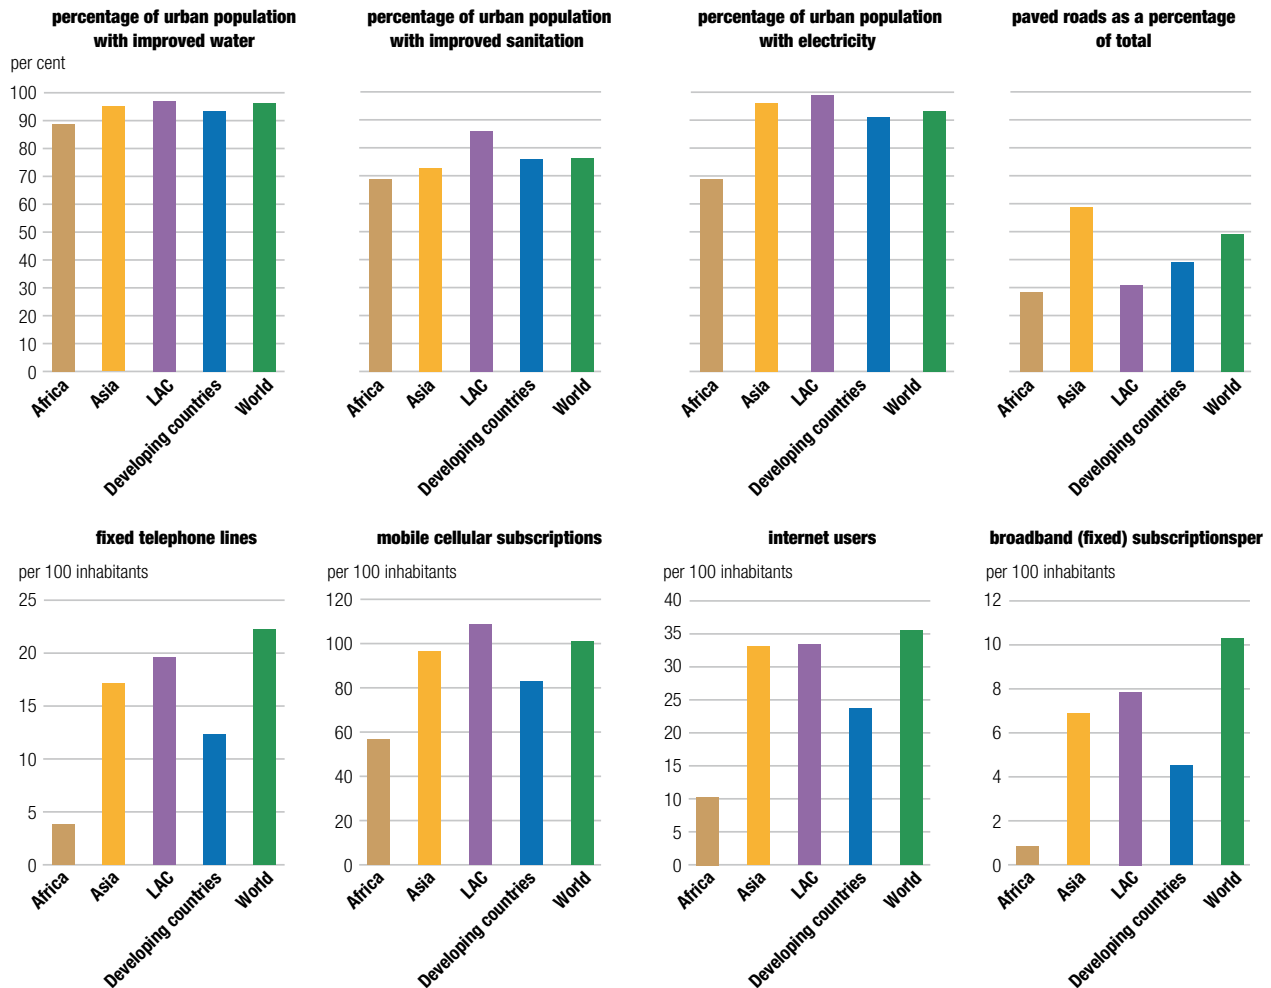 percentage of urban population
with improved water
per cent
100
90
80
70
60
50
40
30
20
10
0
Africa
Asia
LAC
Developing countries
World
percentage of urban population
with improved sanitation
Africa
Asia
LAC
Developing countries
World
percentage of urban population
with electricity
Africa
Asia
LAC
Developing countries
World
paved roads as a percentage
of total
Africa
Asia
LAC
Developing countries
World
fixed telephone lines
per 100 inhabitants
25
20
15
10
5
0
Africa
Asia
LAC
Developing countries
World
mobile cellular subscriptions
per 100 inhabitants
120
100
80
60
40
20
0
Africa
Asia
LAC
Developing countries
World
internet users
per 100 inhabitants
40
35
30
25
20
15
10
5
0
Africa
Asia
LAC
Developing countries
World
broadband (fixed) subscriptionsper
per 100 inhabitants
12
10
8
6
4
2
0
Africa
Asia
LAC
Developing countries
World